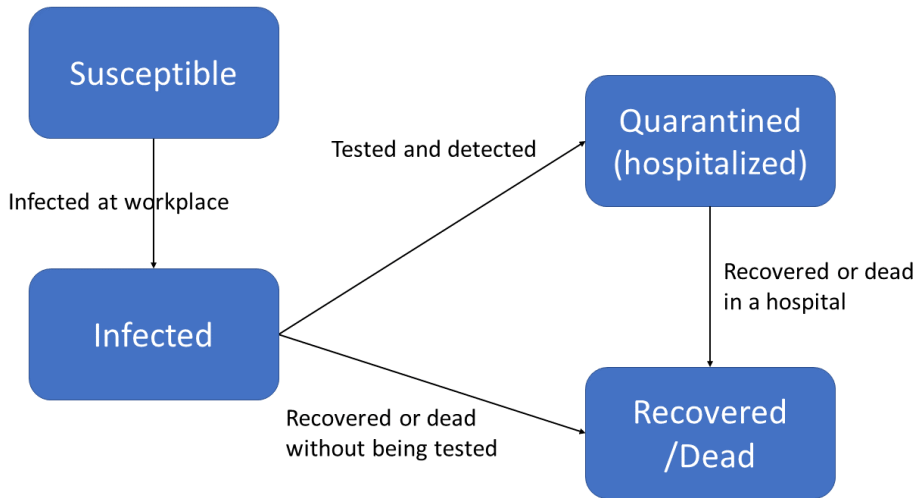 Susceptible
Quarantined
(hospitalized)
Tested and detected
Infected at workplace
Recovered or dead
in a hospital
Infected
Recovered or dead
without being tested
Recovered
/Dead